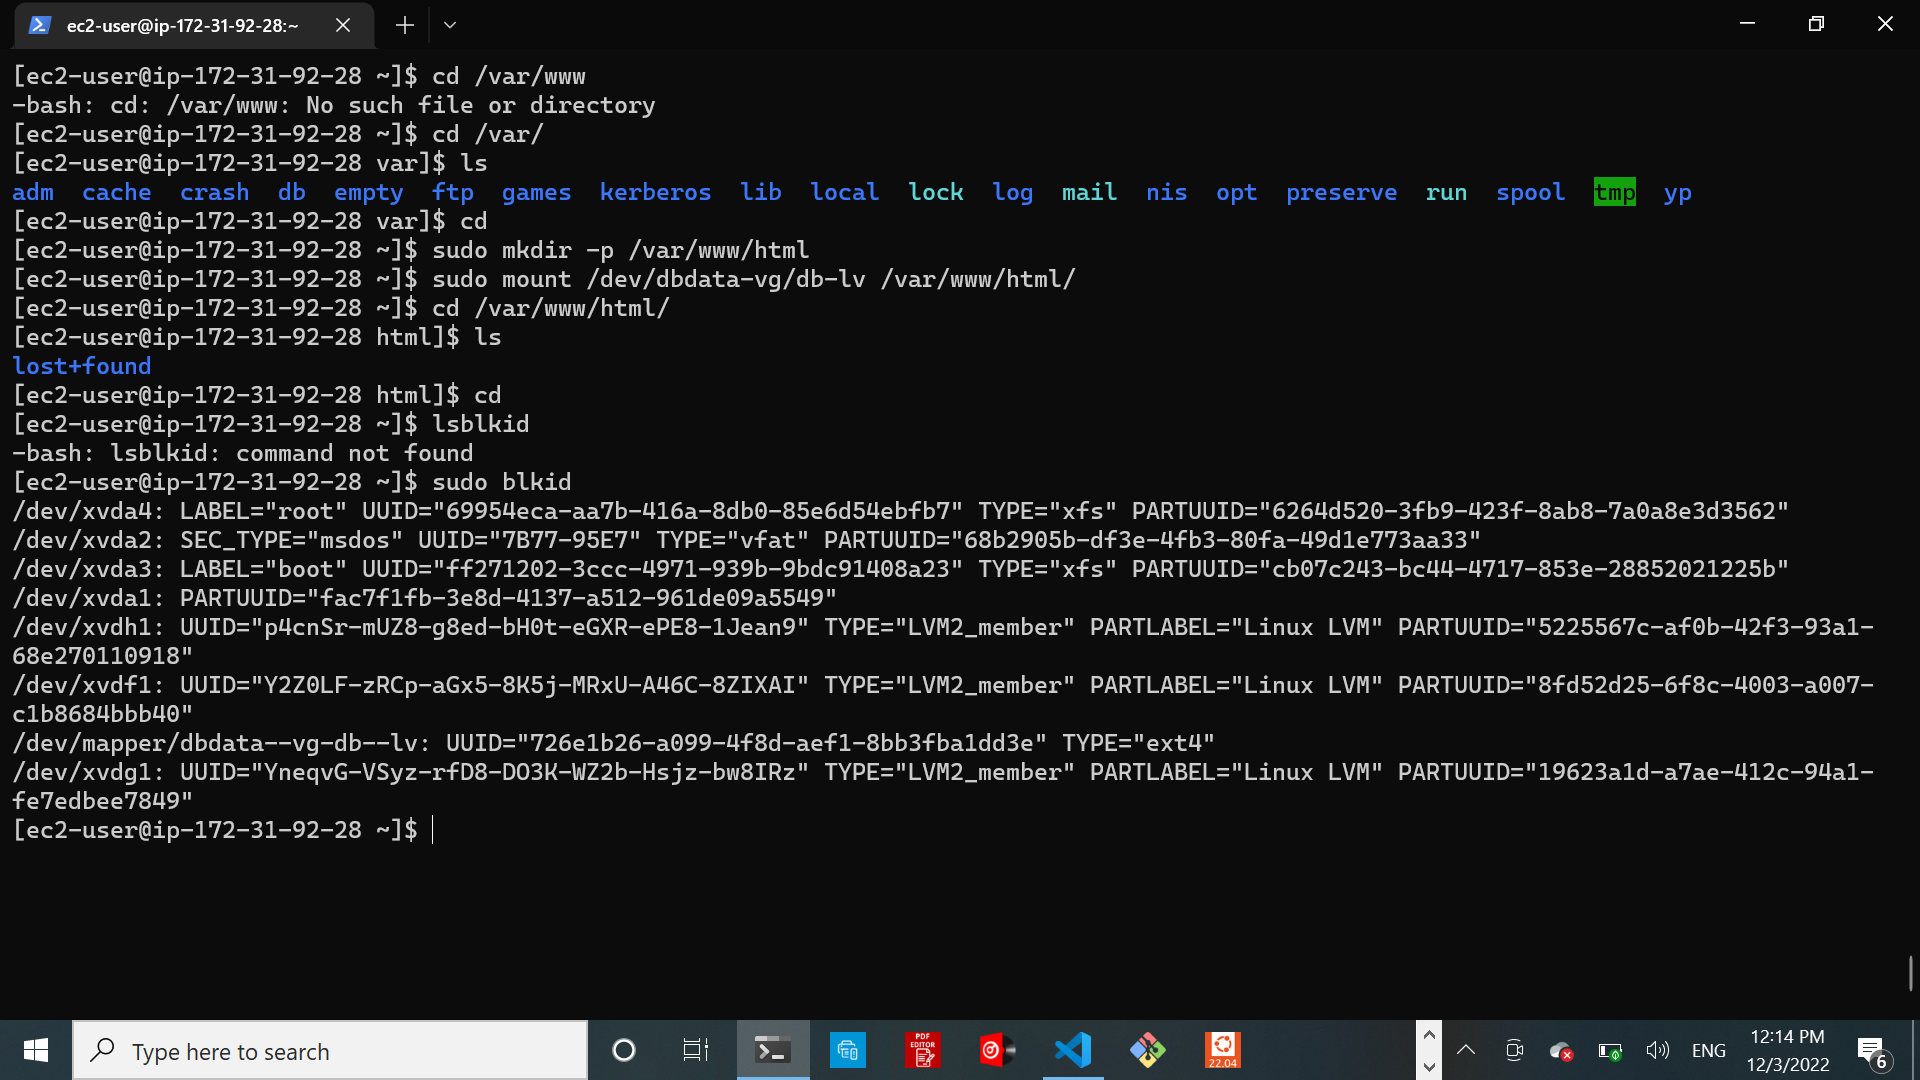 ec2-user@ip-172-31-92-28:~
[ec2-user@ip-172-31-92-28 ~]$ cd /var/www
-bash: cd: /var/www: No such file or directory
[ec2-user@ip-172-31-92-28 ~]$ cd /var/
[ec2-user@ip-172-31-92-28 var]$ ls
adm  cache  crash  db  empty  ftp  games  kerberos  lib  local  lock  log  mail  nis  opt  preserve  run  spool  tmp  yp
[ec2-user@ip-172-31-92-28 var]$ cd
[ec2-user@ip-172-31-92-28 ~]$ sudo mkdir -p /var/www/html
[ec2-user@ip-172-31-92-28 ~]$ sudo mount /dev/dbdata-vg/db-lv /var/www/html/
[ec2-user@ip-172-31-92-28 ~]$ cd /var/www/html/
[ec2-user@ip-172-31-92-28 html]$ ls
lost+found
[ec2-user@ip-172-31-92-28 html]$ cd
[ec2-user@ip-172-31-92-28 ~]$ lsblkid
-bash: lsblkid: command not found
[ec2-user@ip-172-31-92-28 ~]$ sudo blkid
/dev/xvda4: LABEL="root" UUID="69954eca-aa7b-416a-8db0-85e6d54ebfb7" TYPE="xfs" PARTUUID="6264d520-3fb9-423f-8ab8-7a0a8e3d3562"
/dev/xvda2: SEC_TYPE="msdos" UUID="7B77-95E7" TYPE="vfat" PARTUUID="68b2905b-df3e-4fb3-80fa-49d1e773aa33"
/dev/xvda3: LABEL="boot" UUID="ff271202-3ccc-4971-939b-9bdc91408a23" TYPE="xfs" PARTUUID="cb07c243-bc44-4717-853e-28852021225b"
/dev/xvda1: PARTUUID="fac7f1fb-3e8d-4137-a512-961de09a5549"
/dev/xvdh1: UUID="p4cnSr-mUZ8-g8ed-bH0t-eGXR-ePE8-1Jean9" TYPE="LVM2_member" PARTLABEL="Linux LVM" PARTUUID="5225567c-af0b-42f3-93a1-
68e270110918"
/dev/xvdf1: UUID="Y2Z0LF-zRCp-aGx5-8K5j-MRxU-A46C-8ZIXAI" TYPE="LVM2_member" PARTLABEL="Linux LVM" PARTUUID="8fd52d25-6f8c-4003-a007-
c1b8684bbb40"
/dev/mapper/dbdata--vg-db--lv: UUID="726e1b26-a099-4f8d-aef1-8bb3fba1dd3e" TYPE="ext4"
/dev/xvdg1: UUID="YneqvG-VSyz-rfD8-DO3K-WZ2b-Hsjz-bw8IRz" TYPE="LVM2_member" PARTLABEL="Linux LVM" PARTUUID="19623a1d-a7ae-412c-94a1-
fe7edbee7849"
[ec2-user@ip-172-31-92-28 ~]$
Type here to search
PDF
EDITOR
22.04
ENG
12:14 PM
12/3/2022
6